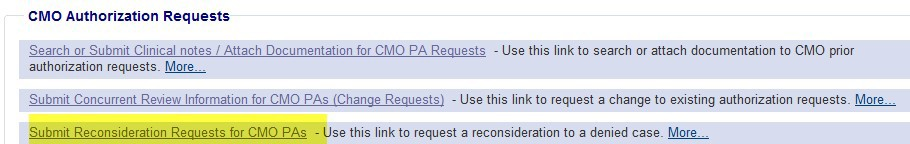 CMO Authorization Requests
Search or Submit Clinical notes / Attach Documentation for CMO PA Requests - Use this link to search or attach documentation to CMO prior
authorization requests. More...
Submit Concurrent Review Information for CMO PAs (Change Requests) - Use this link to request a change to existing authorization requests. More...
Submit Reconsideration Requests for CMO PAs - Use this link to request a reconsideration to a denied case. More...